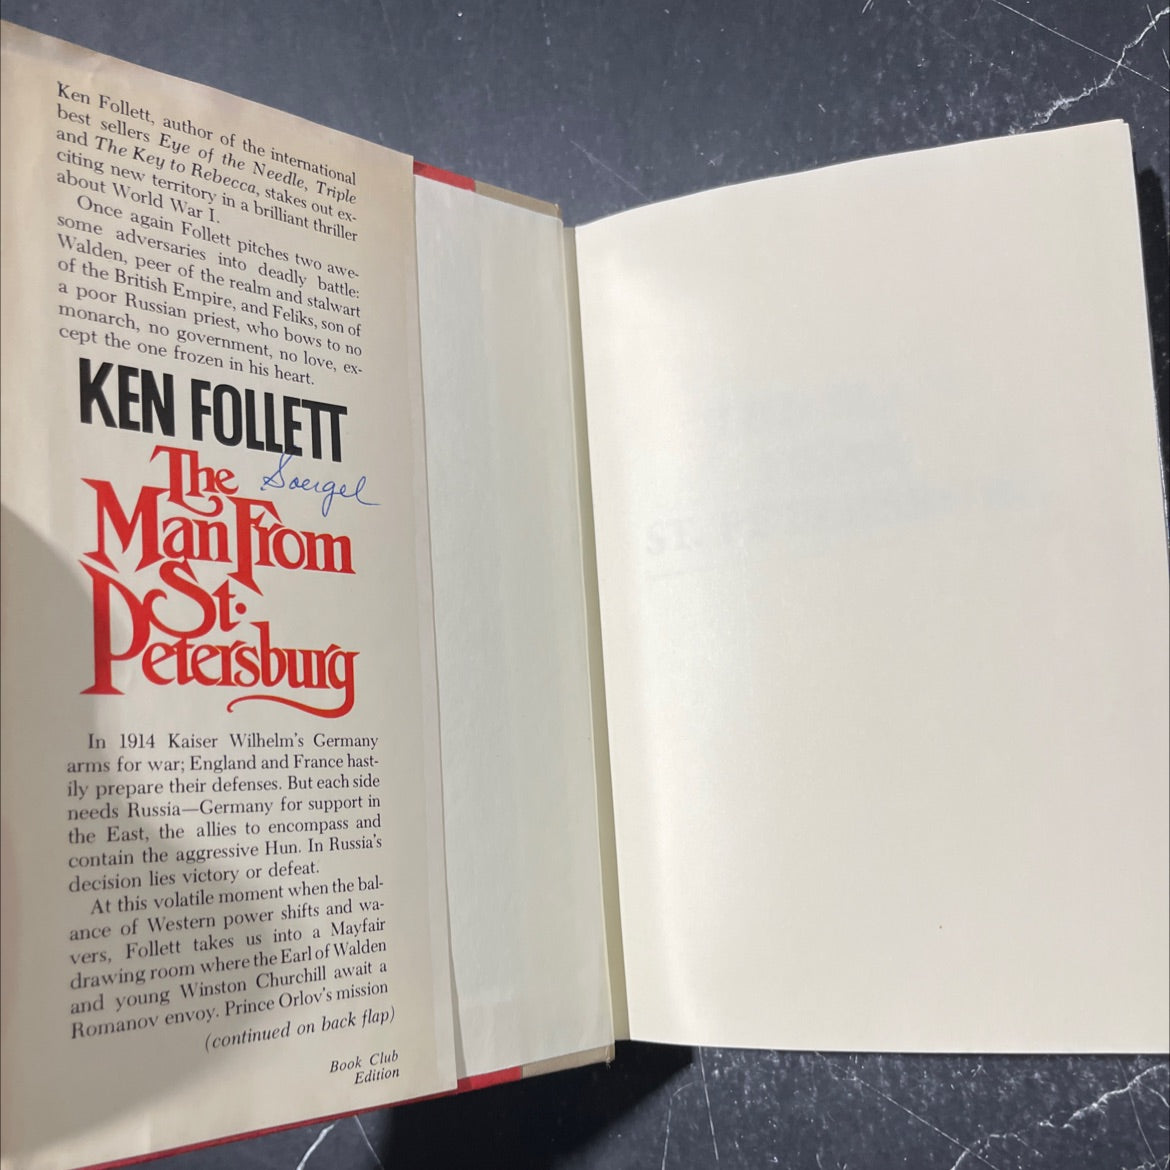 Ken Follett, author of the international
best sellers Eye of the Needle, Triple
and The Key to Rebecca, stakes out ex-
citing new territory in a brilliant thriller
about World War I.
Once again Follett pitches two awe-
some adversaries into deadly battle:
Walden, peer of the realm and stalwart
of the British Empire, and Feliks, son of
a poor Russian priest, who bows to no
monarch, no government, no love, ex-
cept the one frozen in his heart.
KEN FOLLETT
The
Soergel
Man From
St.
Petersburg
In 1914 Kaiser Wilhelm's Germany
arms for war; England and France hast-
ily prepare their defenses. But each side
needs Russia—Germany for support in
the East, the allies to encompass and
contain the aggressive Hun. In Russia's
decision lies victory or defeat.
At this volatile moment when the bal-
ance of Western power shifts and wa-
vers, Follett takes us into a Mayfair
drawing room where the Earl of Walden
and young Winston Churchill await a
Romanov envoy. Prince Orlov's mission
(continued on back flap)
Book Club
Edition